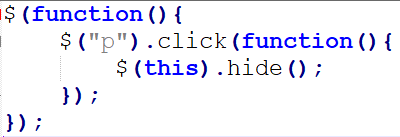 $(function(){
    $("p").click(function(){
        $(this).hide();
    });
});